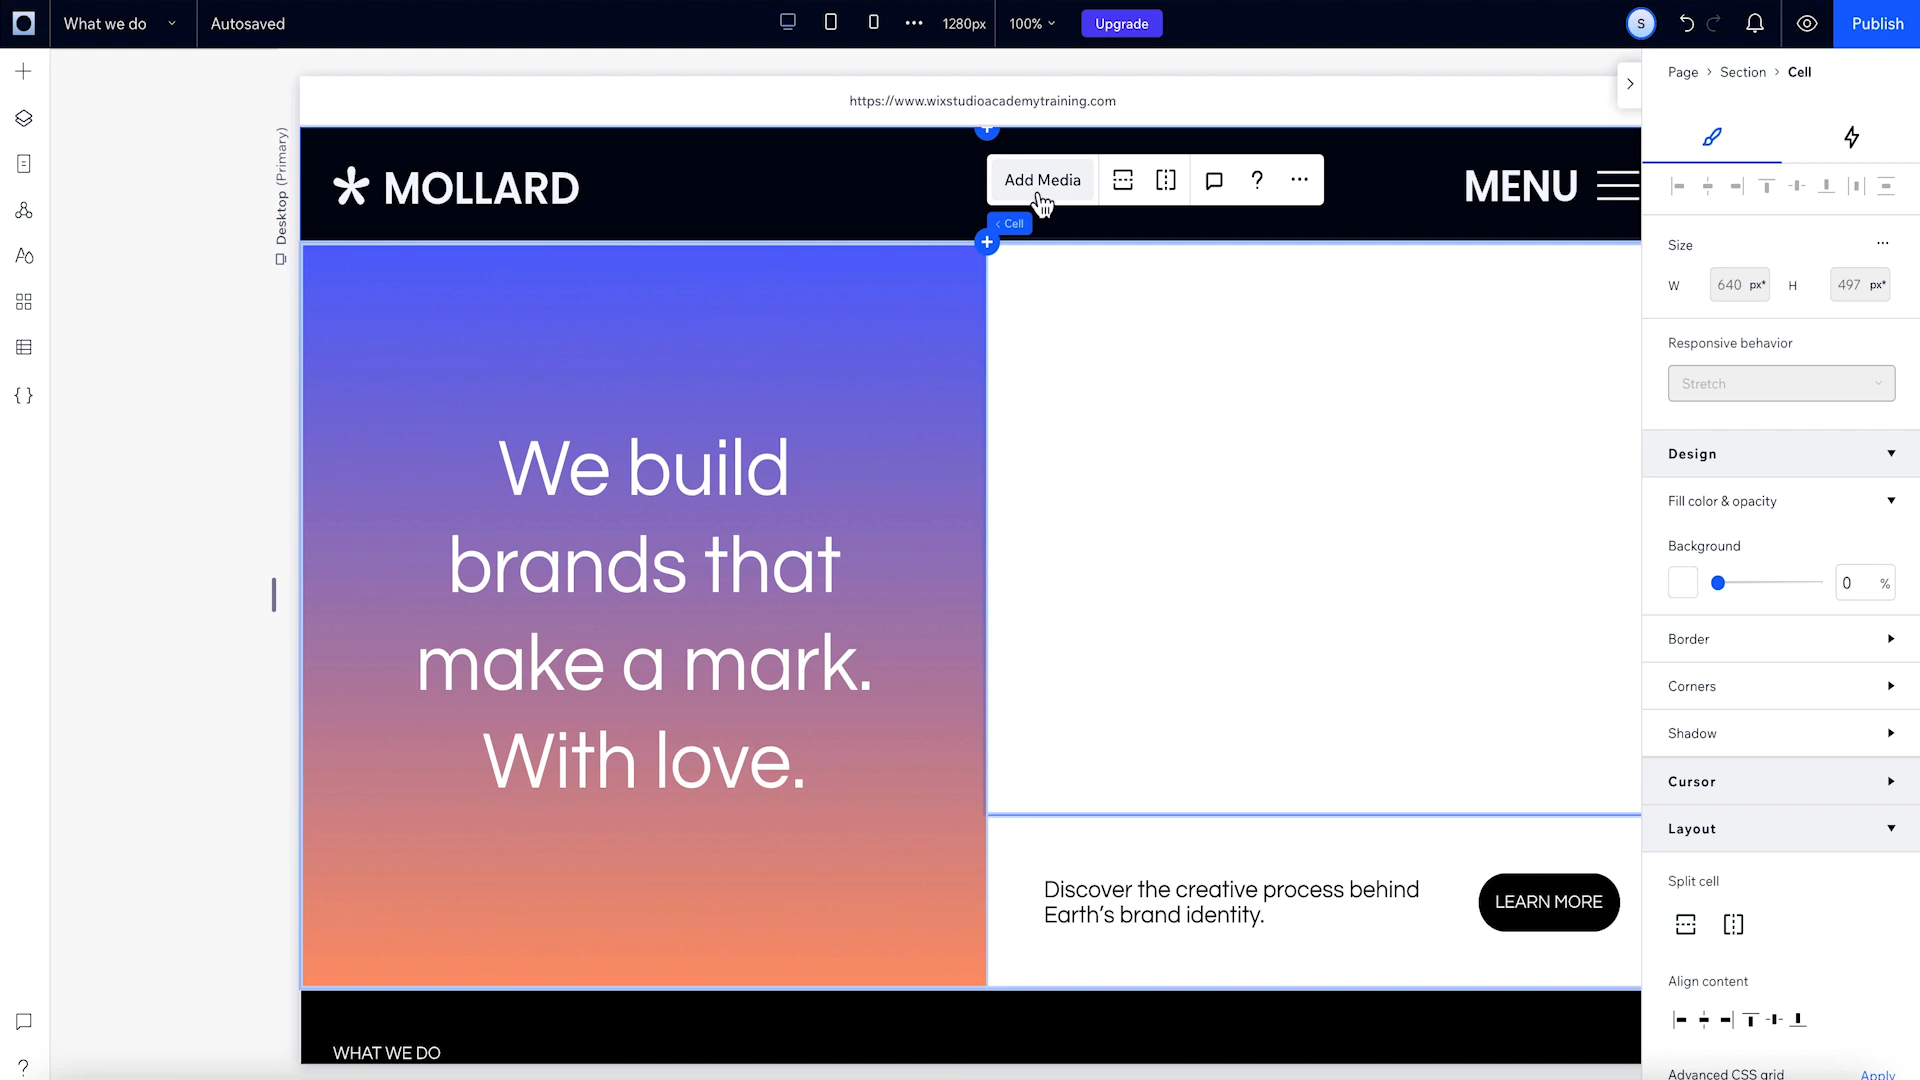 What we do
Autosaved
1280px
100%
Upgrade
S
Publish
Page > Section > Cell
https://www.wixstudioacademytraining.com
Desktop (Primary)
MOLLARD
Add Media
?
MENU
< Cell
Size
W 640 px* H 497 px*
Responsive behavior
Stretch
Design
Fill color & opacity
Background
0 %
Border
Corners
Shadow
Cursor
Layout
Split cell
Align content
Advanced CSS grid Apply
We build
brands that
make a mark.
With love.
Discover the creative process behind
Earth's brand identity.
LEARN MORE
WHAT WE DO
{ }
?